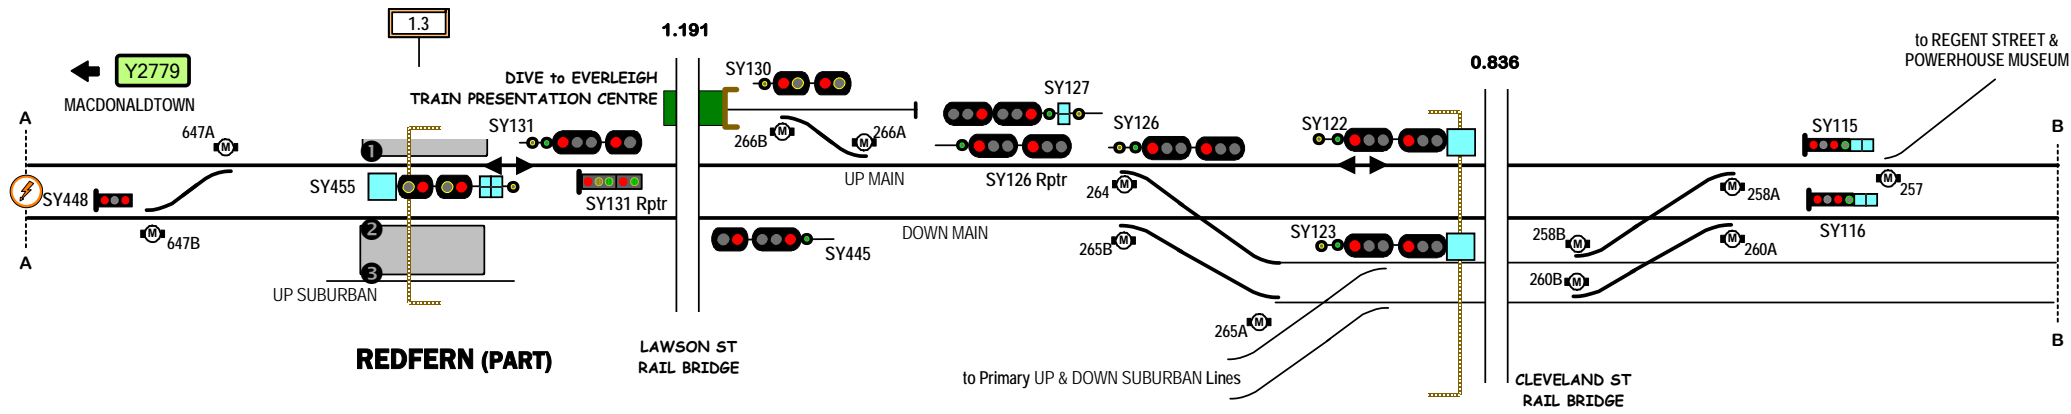 1.3
1.191
Y2779
MACDONALDTOWN
DIVE to EVERLEIGH
TRAIN PRESENTATION CENTRE
SY130
SY127
0.836
to REGENT STREET &
POWERHOUSE MUSEUM
A
647A
1
SY131
266B
266A
SY126
SY122
SY115
B
SY448
SY455
SY131 Rptr
UP MAIN
SY126 Rptr
264
258A
257
647B
2
DOWN MAIN
SY445
265B
SY123
258B
260A
SY116
A
3
UP SUBURBAN
260B
265A
B
REDFERN (PART)
LAWSON ST
RAIL BRIDGE
to Primary UP & DOWN SUBURBAN Lines
CLEVELAND ST
RAIL BRIDGE
M
M
M
M
M
M
M
M
M
M
M
M